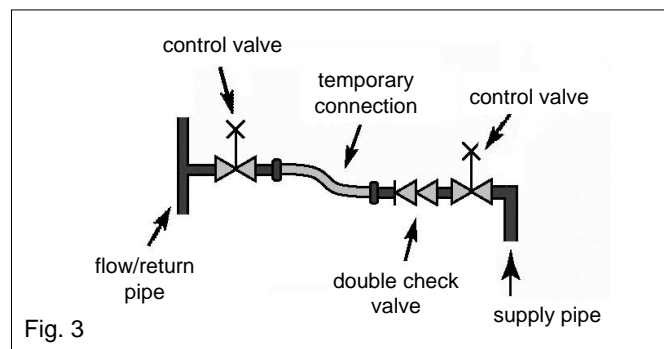 control valve
temporary
connection
control valve
flow/return
pipe
double check
valve
supply pipe
Fig. 3